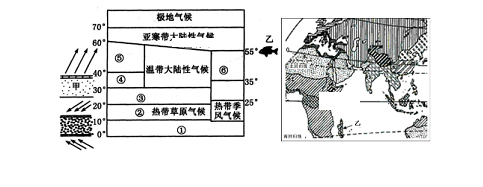 极地气候
70°
亚寒带大陆性气候
60°
55°
乙
⑤
温带大陆性气候
⑥
40°
④
35°
甲
30°
③
25°
20°
②
热带草原气候
热带季
风气候
10°
①
0°
乙